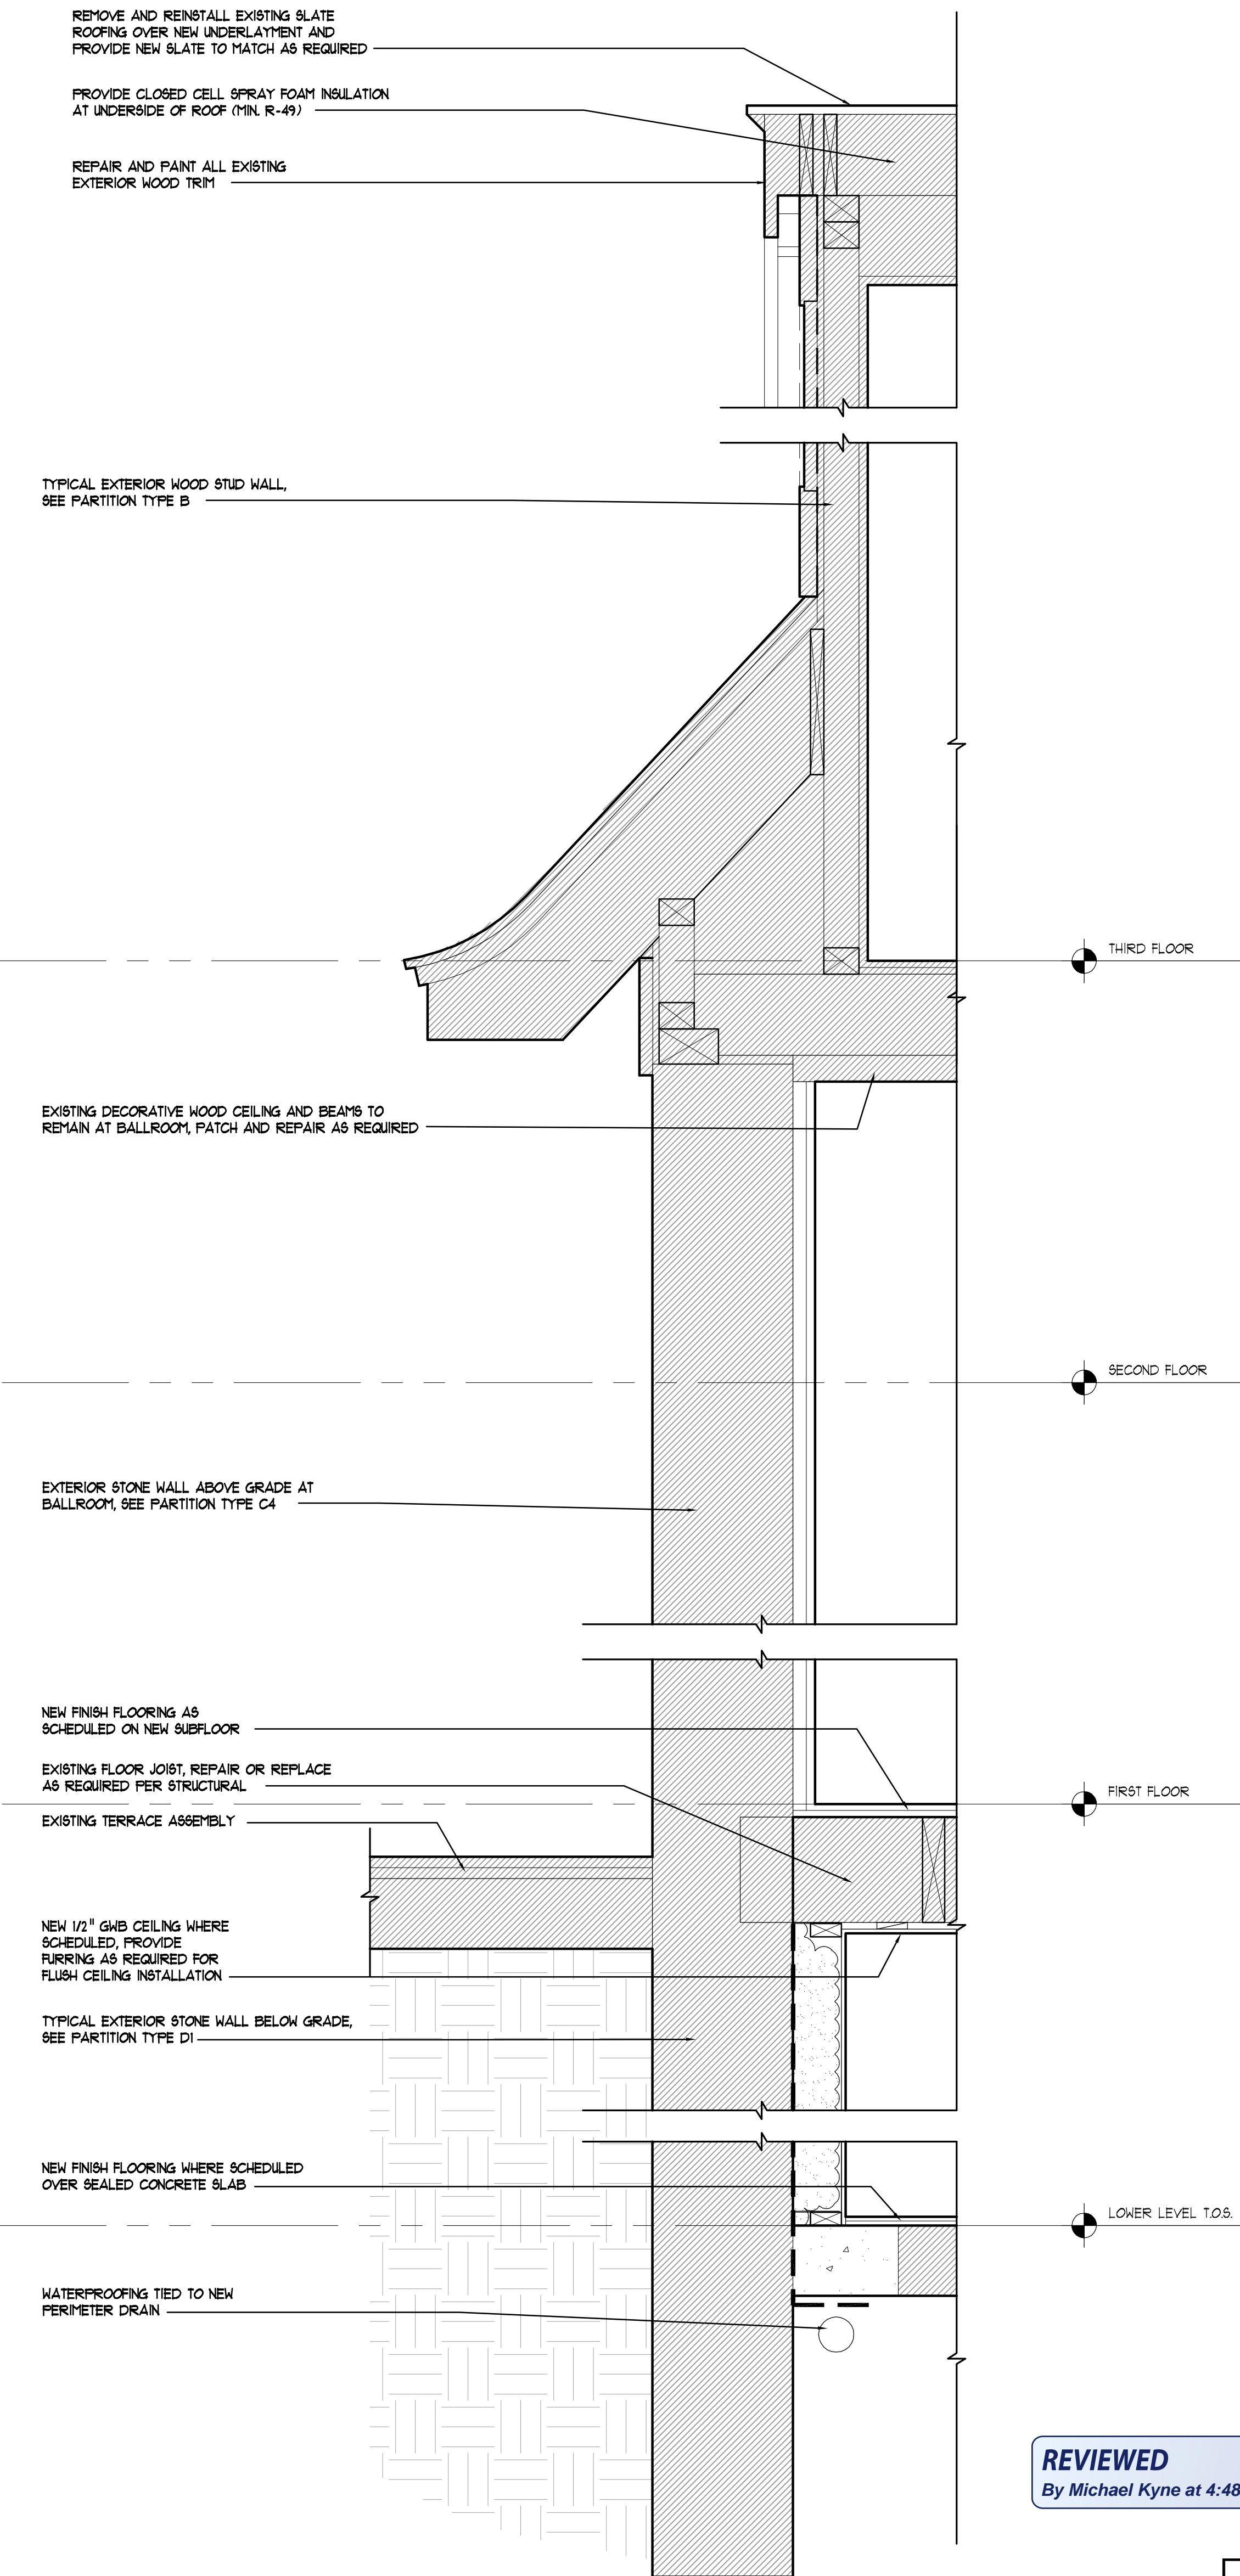 REMOVE AND REINSTALL EXISTING SLATE
ROOFING OVER NEW UNDERLAYMENT AND
PROVIDE NEW SLATE TO MATCH AS REQUIRED
PROVIDE CLOSED CELL SPRAY FOAM INSULATION
AT UNDERSIDE OF ROOF (MIN. R-49)
REPAIR AND PAINT ALL EXISTING
EXTERIOR WOOD TRIM
TYPICAL EXTERIOR WOOD STUD WALL,
SEE PARTITION TYPE B
THIRD FLOOR
EXISTING DECORATIVE WOOD CEILING AND BEAMS TO
REMAIN AT BALLROOM, PATCH AND REPAIR AS REQUIRED
SECOND FLOOR
EXTERIOR STONE WALL ABOVE GRADE AT
BALLROOM, SEE PARTITION TYPE C4
NEW FINISH FLOORING AS
SCHEDULED ON NEW SUBFLOOR
EXISTING FLOOR JOIST, REPAIR OR REPLACE
AS REQUIRED PER STRUCTURAL
FIRST FLOOR
EXISTING TERRACE ASSEMBLY
NEW 1/2" GWB CEILING WHERE
SCHEDULED, PROVIDE
FURRING AS REQUIRED FOR
FLUSH CEILING INSTALLATION
TYPICAL EXTERIOR STONE WALL BELOW GRADE,
SEE PARTITION TYPE D1
NEW FINISH FLOORING WHERE SCHEDULED
OVER SEALED CONCRETE SLAB
LOWER LEVEL T.O.S.
WATERPROOFING TIED TO NEW
PERIMETER DRAIN
REVIEWED
By Michael Kyne at 4:48